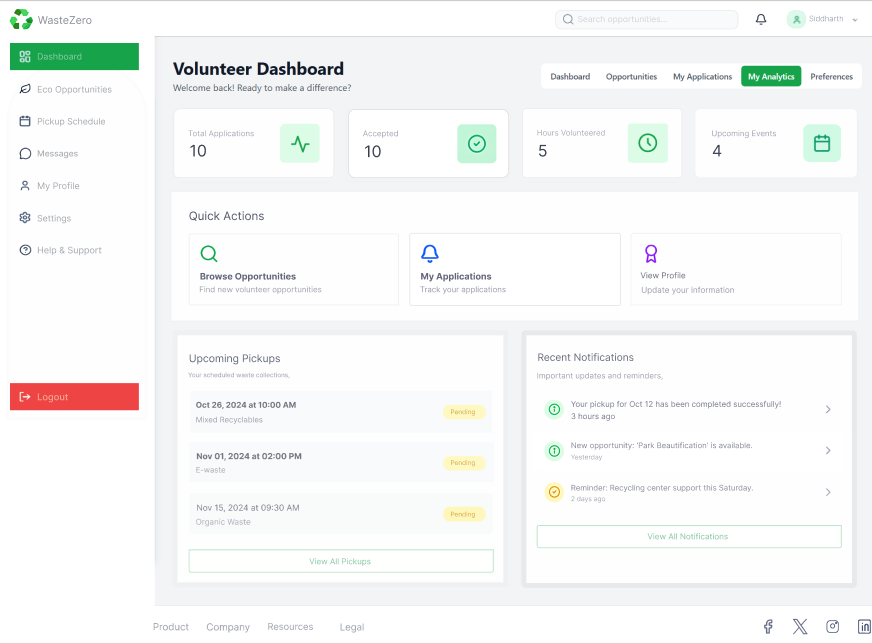 WasteZero
Search opportunities...
Siddharth
Dashboard
Eco Opportunities
Pickup Schedule
Messages
My Profile
Settings
Help & Support
Logout
Volunteer Dashboard
Welcome back! Ready to make a difference?
Dashboard
Opportunities
My Applications
My Analytics
Preferences
Total Applications
10
Accepted
10
Hours Volunteered
5
Upcoming Events
4
Quick Actions
Browse Opportunities
Find new volunteer opportunities
My Applications
Track your applications
View Profile
Update your information
Upcoming Pickups
Your scheduled waste collections,
Oct 26, 2024 at 10:00 AM
Mixed Recyclables
Pending
Nov 01, 2024 at 02:00 PM
E-waste
Pending
Nov 15, 2024 at 09:30 AM
Organic Waste
Pending
View All Pickups
Recent Notifications
Important updates and reminders,
Your pickup for Oct 12 has been completed successfully!
3 hours ago
New opportunity: 'Park Beautification' is available.
Yesterday
Reminder: Recycling center support this Saturday.
2 days ago
View All Notifications
Product
Company
Resources
Legal